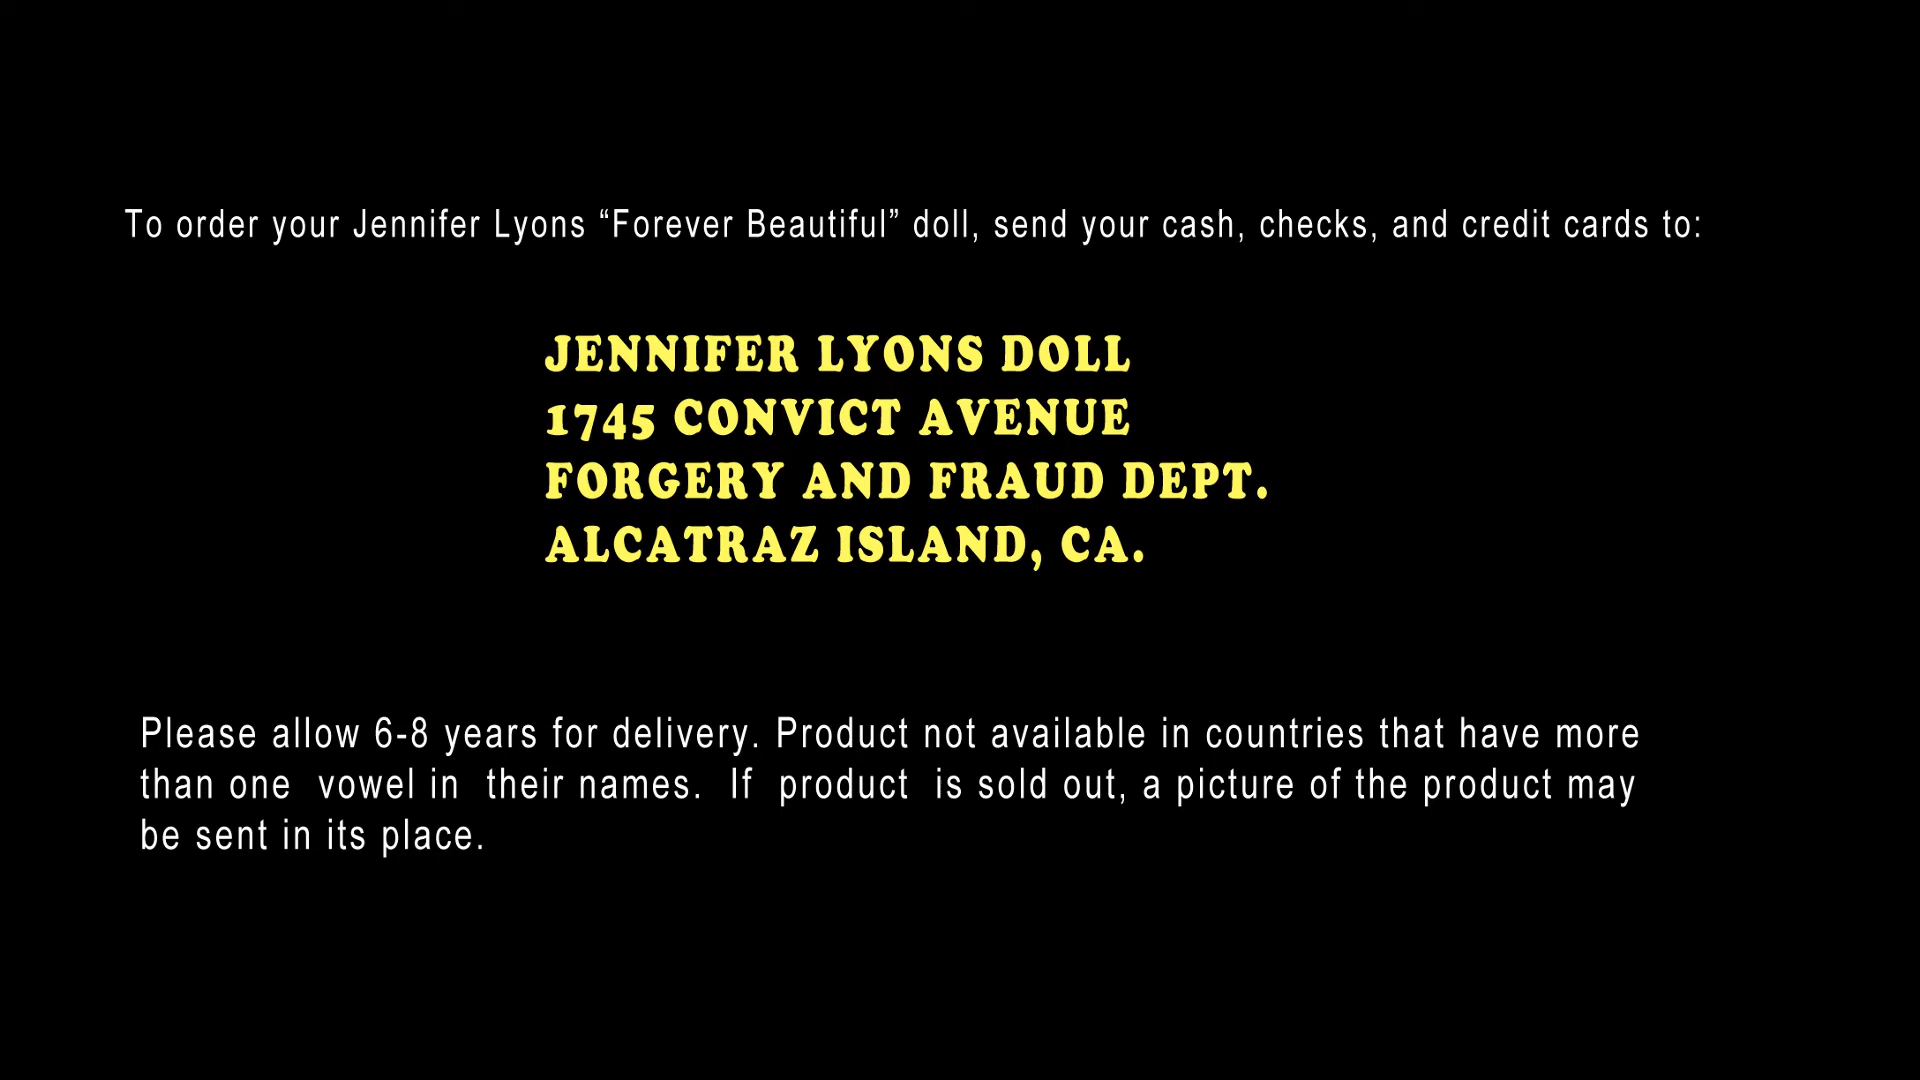 To order your Jennifer Lyons “Forever Beautiful” doll, send your cash, checks, and credit cards to:
JENNIFER LYONS DOLL
1745 CONVICT AVENUE
FORGERY AND FRAUD DEPT.
ALCATRAZ ISLAND, CA.
Please allow 6-8 years for delivery. Product not available in countries that have more
than one vowel in their names. If product is sold out, a picture of the product may
be sent in its place.